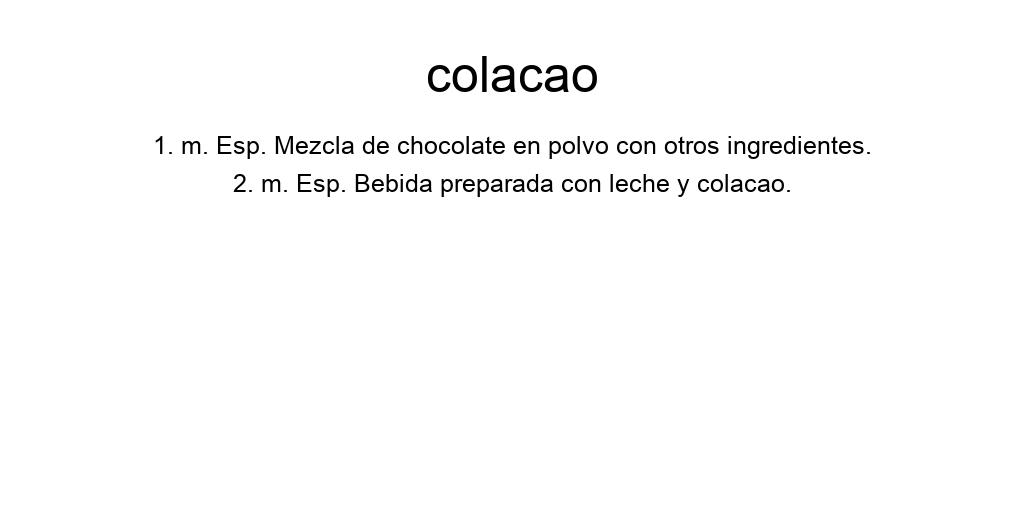 colacao
1. m. Esp. Mezcla de chocolate en polvo con otros ingredientes.
2. m. Esp. Bebida preparada con leche y colacao.